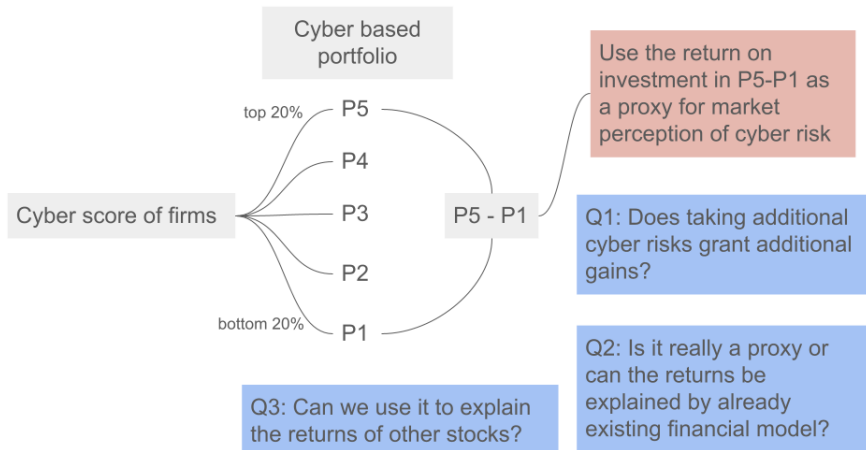 Cyber based
portfolio
Use the return on
investment in P5-P1 as
a proxy for market
perception of cyber risk
top 20%
P5
P4
Cyber score of firms
P3
P5 - P1
Q1: Does taking additional
cyber risks grant additional
gains?
P2
bottom 20%
P1
Q2: Is it really a proxy or
can the returns be
explained by already
existing financial model?
Q3: Can we use it to explain
the returns of other stocks?